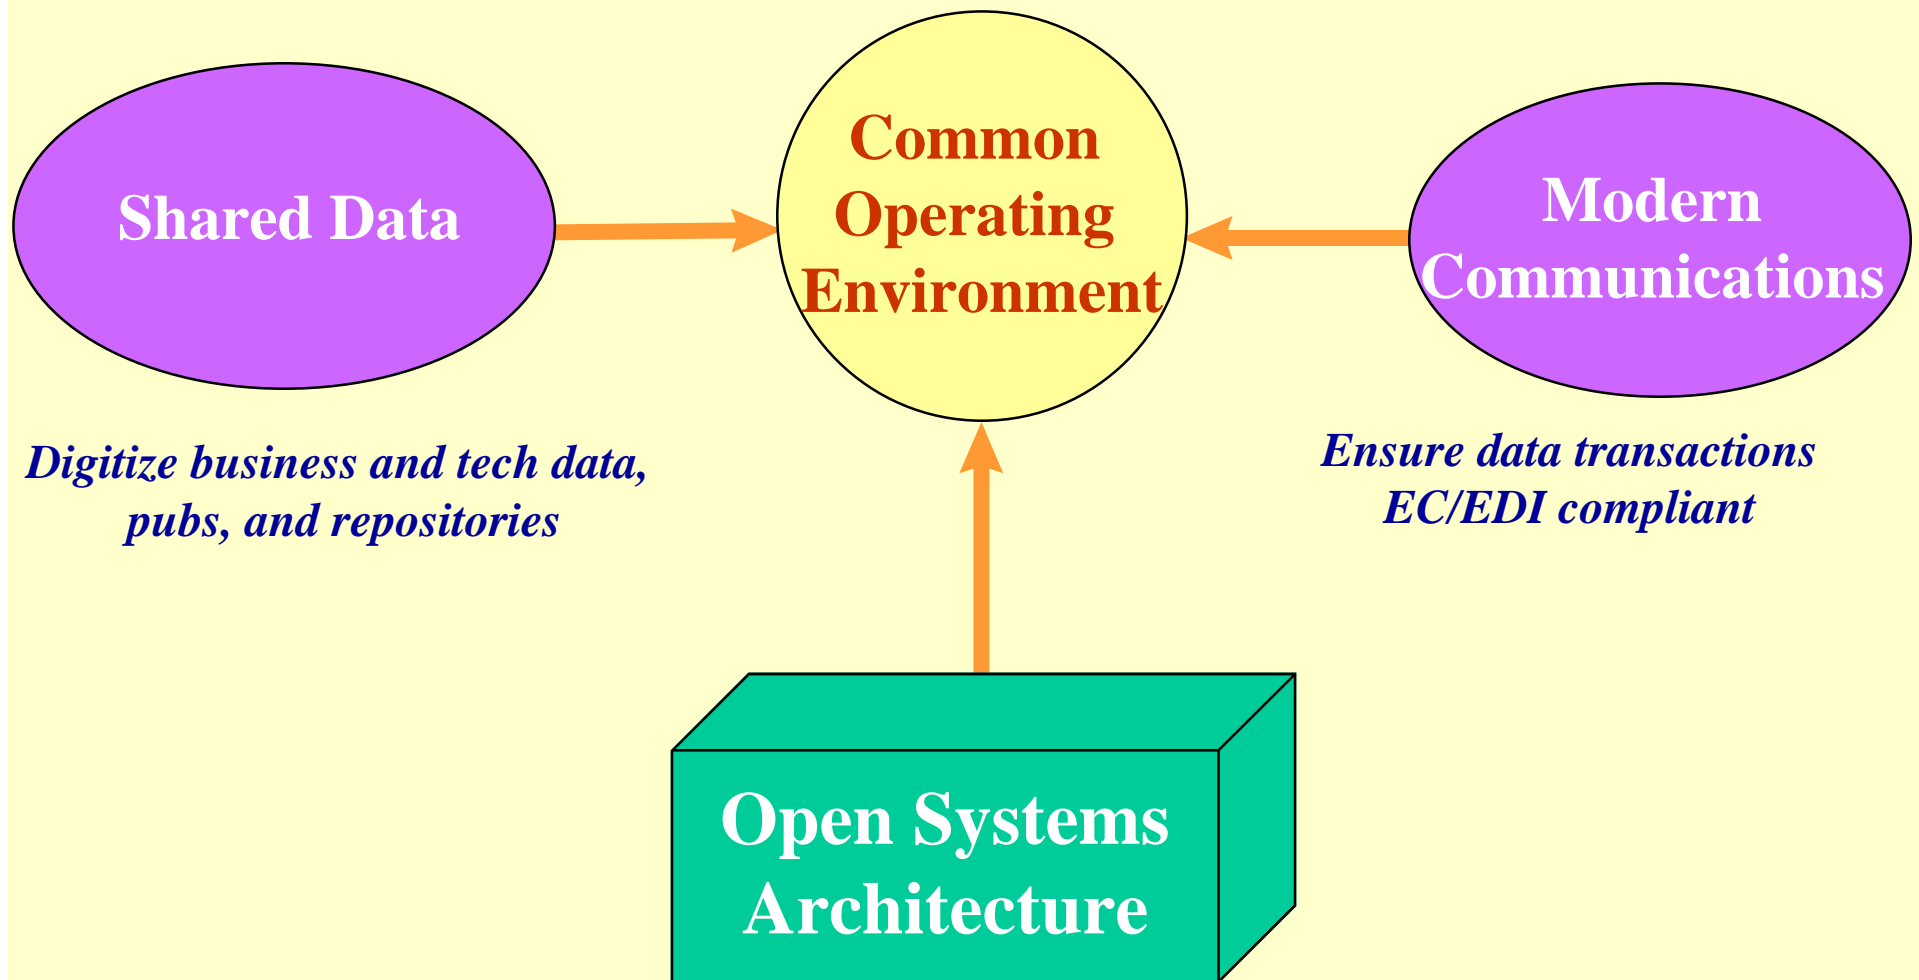 Shared Data
Common
Operating
Environment
Modern
Communications
Digitize business and tech data,
pubs, and repositories
Ensure data transactions
EC/EDI compliant
Open Systems
Architecture